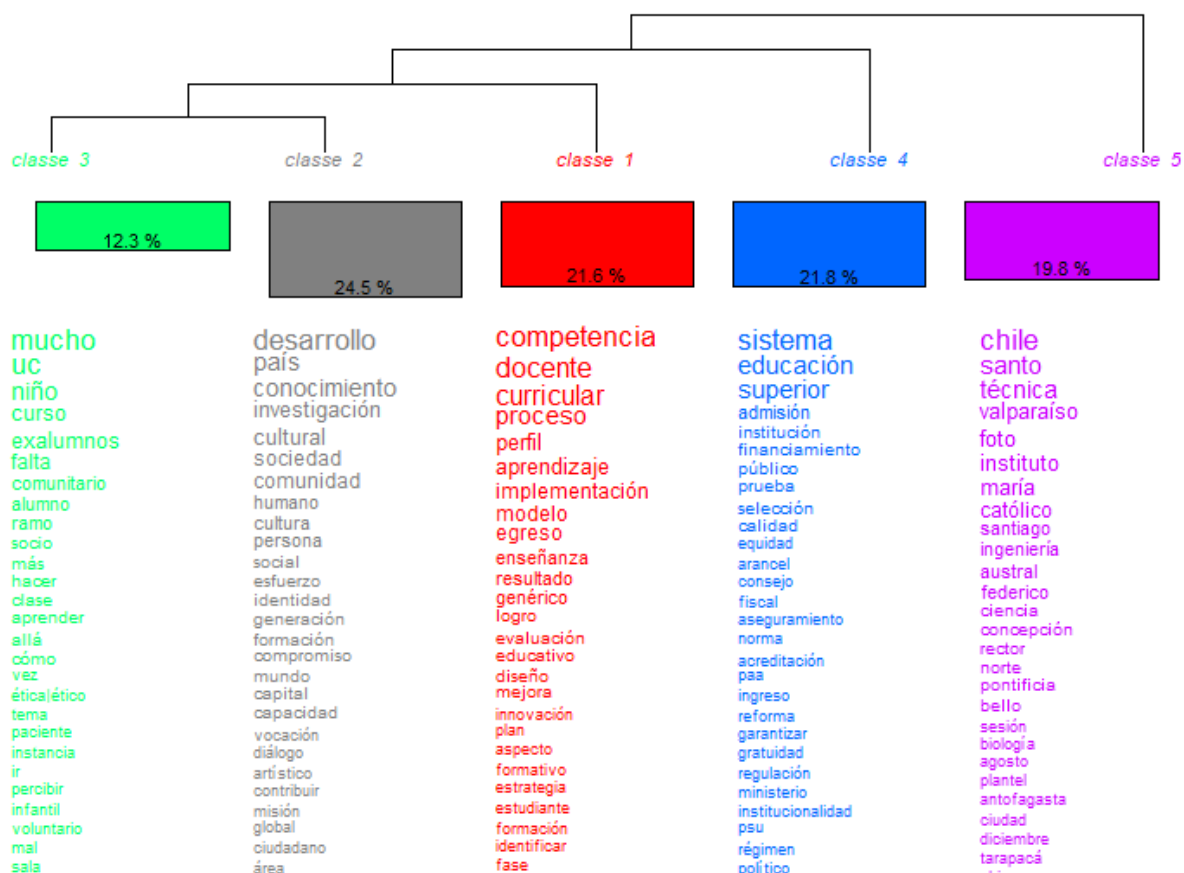 classe 3
classe 2
classe 1
classe 4
classe 5
12.3 %
24.5 %
21.6 %
21.8 %
19.8 %
mucho
uc
niño
curso
exalumnos
falta
comunitario
alumno
ramo
socio
más
hacer
clase
aprender
allá
cómo
vez
ética|ético
tema
paciente
instancia
ir
percibir
infantil
voluntario
mal
sala
desarrollo
país
conocimiento
investigación
cultural
sociedad
comunidad
humano
cultura
persona
social
esfuerzo
identidad
generación
formación
compromiso
mundo
capital
capacidad
vocación
diálogo
artístico
contribuir
misión
global
ciudadano
área
competencia
docente
curricular
proceso
perfil
aprendizaje
implementación
modelo
egreso
enseñanza
resultado
genérico
logro
evaluación
educativo
diseño
mejora
innovación
plan
aspecto
formativo
estrategia
estudiante
formación
identificar
fase
sistema
educación
superior
admisión
institución
financiamiento
público
prueba
selección
calidad
equidad
arancel
consejo
fiscal
aseguramiento
norma
acreditación
paa
ingreso
reforma
garantizar
gratuidad
regulación
ministerio
institucionalidad
psu
régimen
político
chile
santo
técnica
valparaíso
foto
instituto
maría
católico
santiago
ingeniería
austral
federico
ciencia
concepción
rector
norte
pontificia
bello
sesión
biología
agosto
plantel
antofagasta
ciudad
diciembre
tarapacá